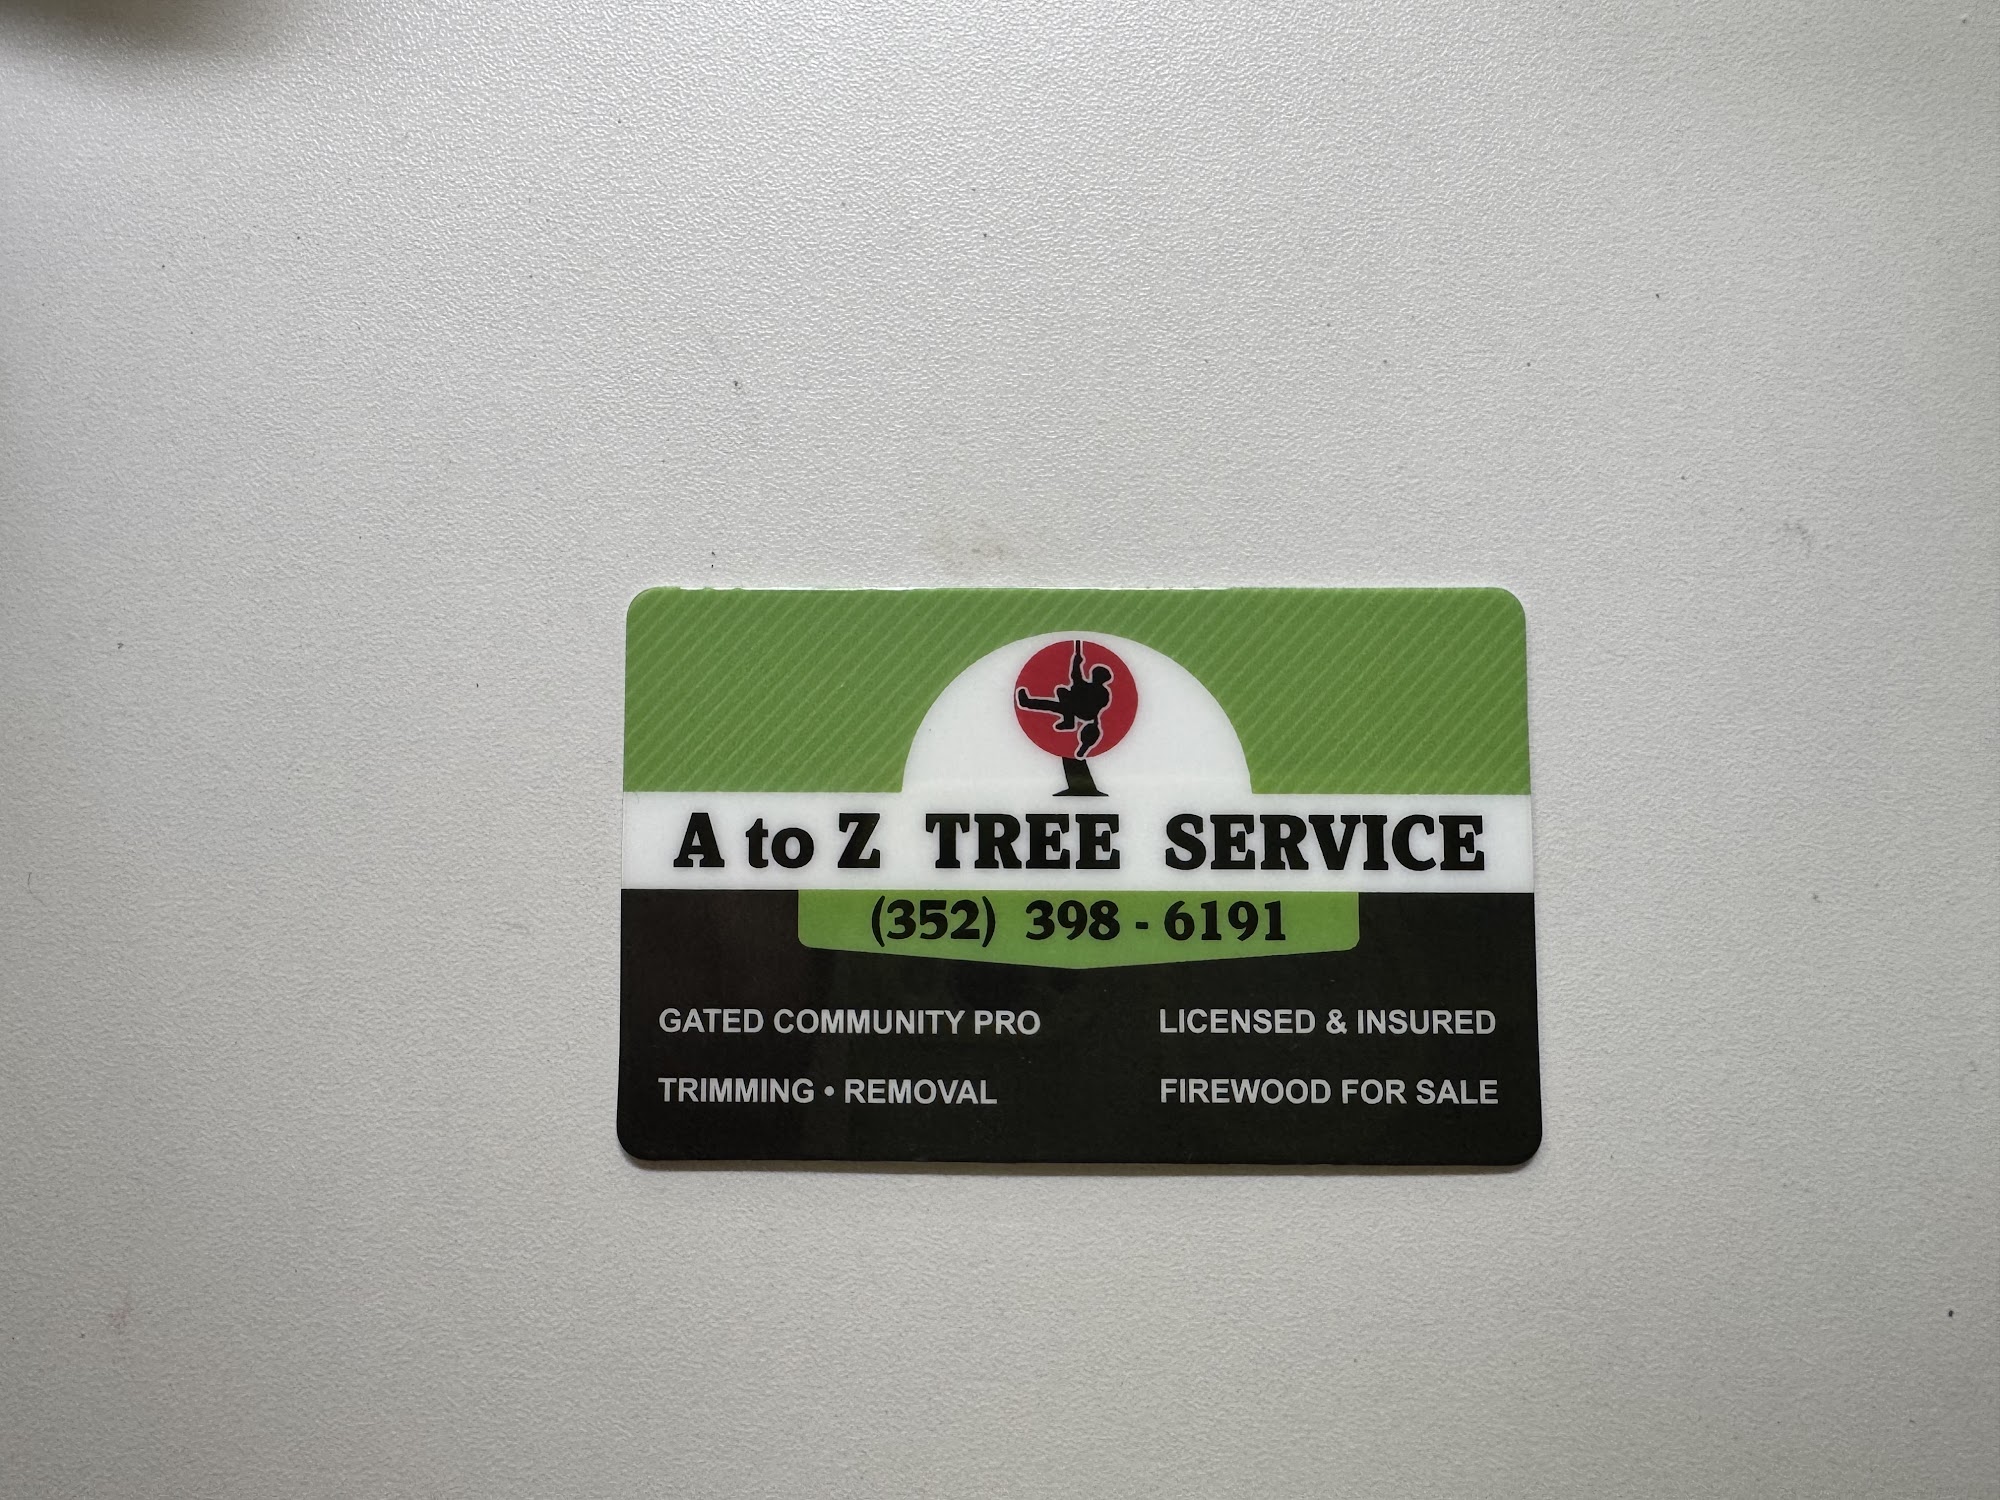 A to Z TREE SERVICE
(352) 398 - 6191
GATED COMMUNITY PRO
LICENSED & INSURED
TRIMMING • REMOVAL
FIREWOOD FOR SALE